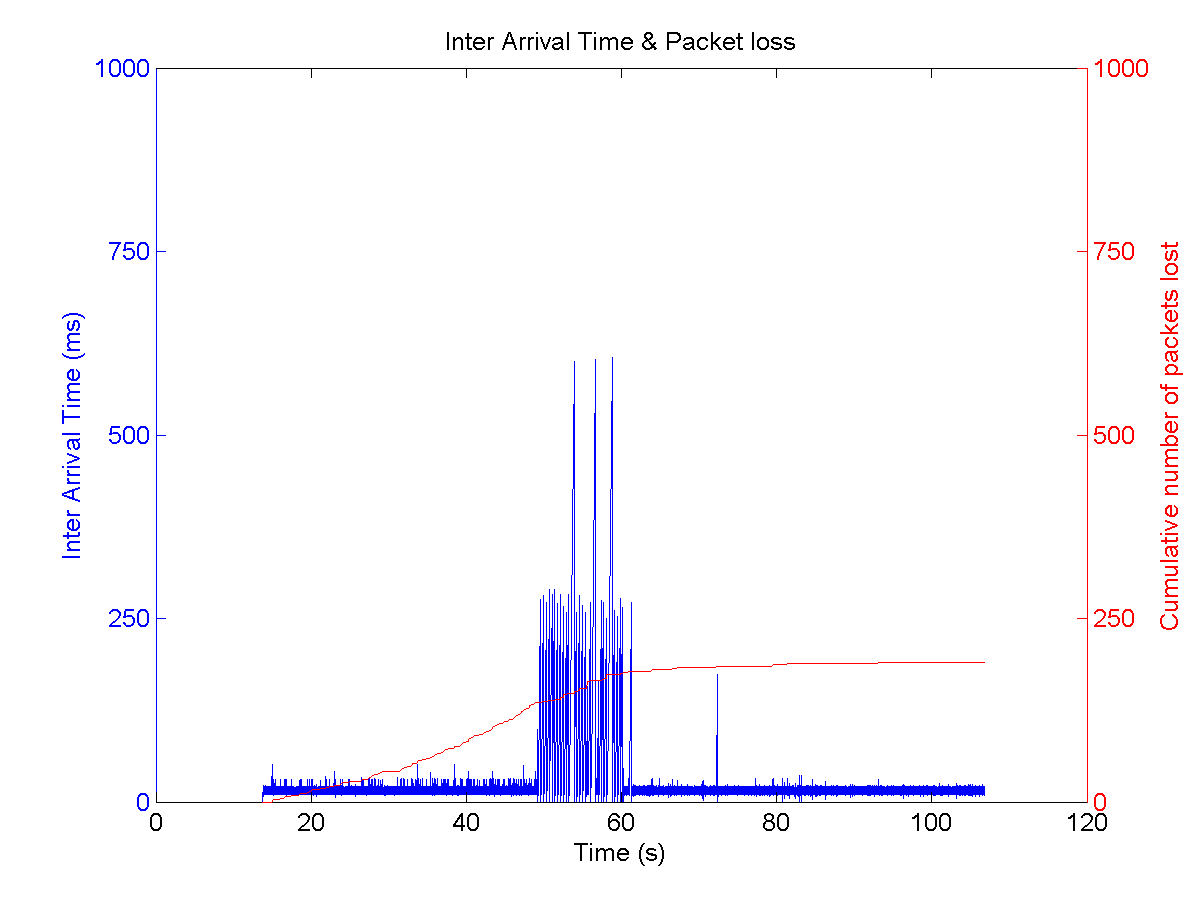 Inter Arrival Time & Packet loss
1000
750
500
250
0
Inter Arrival Time (ms)
1000
750
500
250
0
Cumulative number of packets lost
0 20 40 60 80 100 120
Time (s)